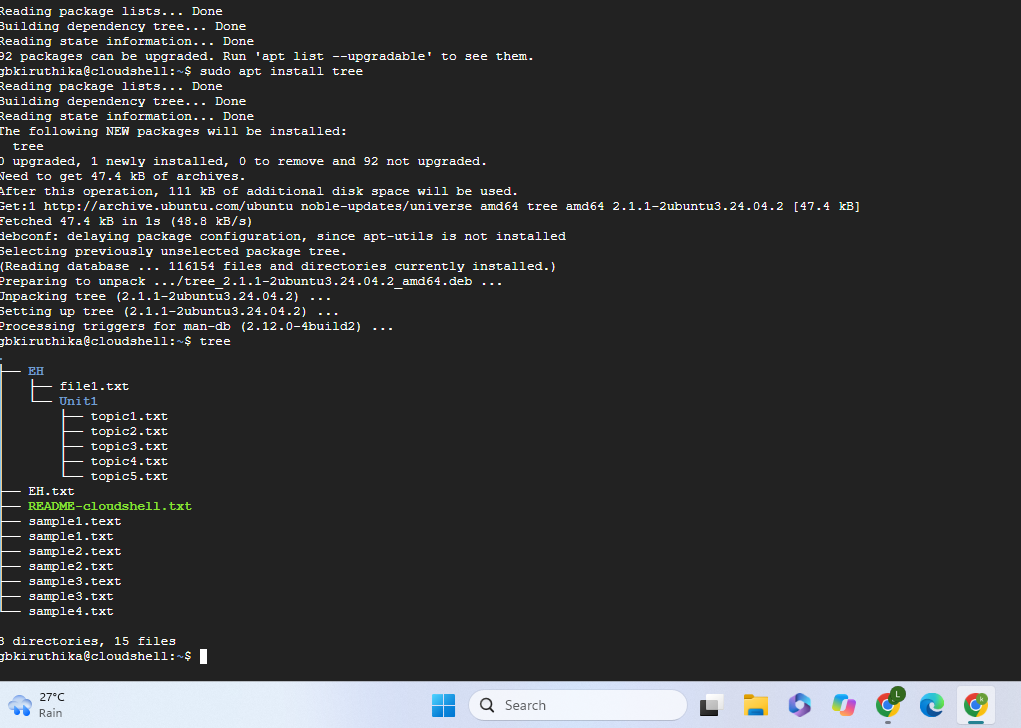 Reading package lists... Done
Building dependency tree... Done
Reading state information... Done
92 packages can be upgraded. Run 'apt list --upgradable' to see them.
gbkiruthika@cloudshell:~$ sudo apt install tree
Reading package lists... Done
Building dependency tree... Done
Reading state information... Done
The following NEW packages will be installed:
  tree
0 upgraded, 1 newly installed, 0 to remove and 92 not upgraded.
Need to get 47.4 kB of archives.
After this operation, 111 kB of additional disk space will be used.
Get:1 http://archive.ubuntu.com/ubuntu noble-updates/universe amd64 tree amd64 2.1.1-2ubuntu3.24.04.2 [47.4 kB]
Fetched 47.4 kB in 1s (48.8 kB/s)
debconf: delaying package configuration, since apt-utils is not installed
Selecting previously unselected package tree.
(Reading database ... 116154 files and directories currently installed.)
Preparing to unpack .../tree_2.1.1-2ubuntu3.24.04.2_amd64.deb ...
Unpacking tree (2.1.1-2ubuntu3.24.04.2) ...
Setting up tree (2.1.1-2ubuntu3.24.04.2) ...
Processing triggers for man-db (2.12.0-4build2) ...
gbkiruthika@cloudshell:~$ tree
.
├── EH
│   ├── file1.txt
│   └── Unit1
│       ├── topic1.txt
│       ├── topic2.txt
│       ├── topic3.txt
│       ├── topic4.txt
│       └── topic5.txt
├── EH.txt
├── README-cloudshell.txt
├── sample1.text
├── sample1.txt
├── sample2.text
├── sample2.txt
├── sample3.text
├── sample3.txt
└── sample4.txt
3 directories, 15 files
gbkiruthika@cloudshell:~$
27°C
Rain
Search
L